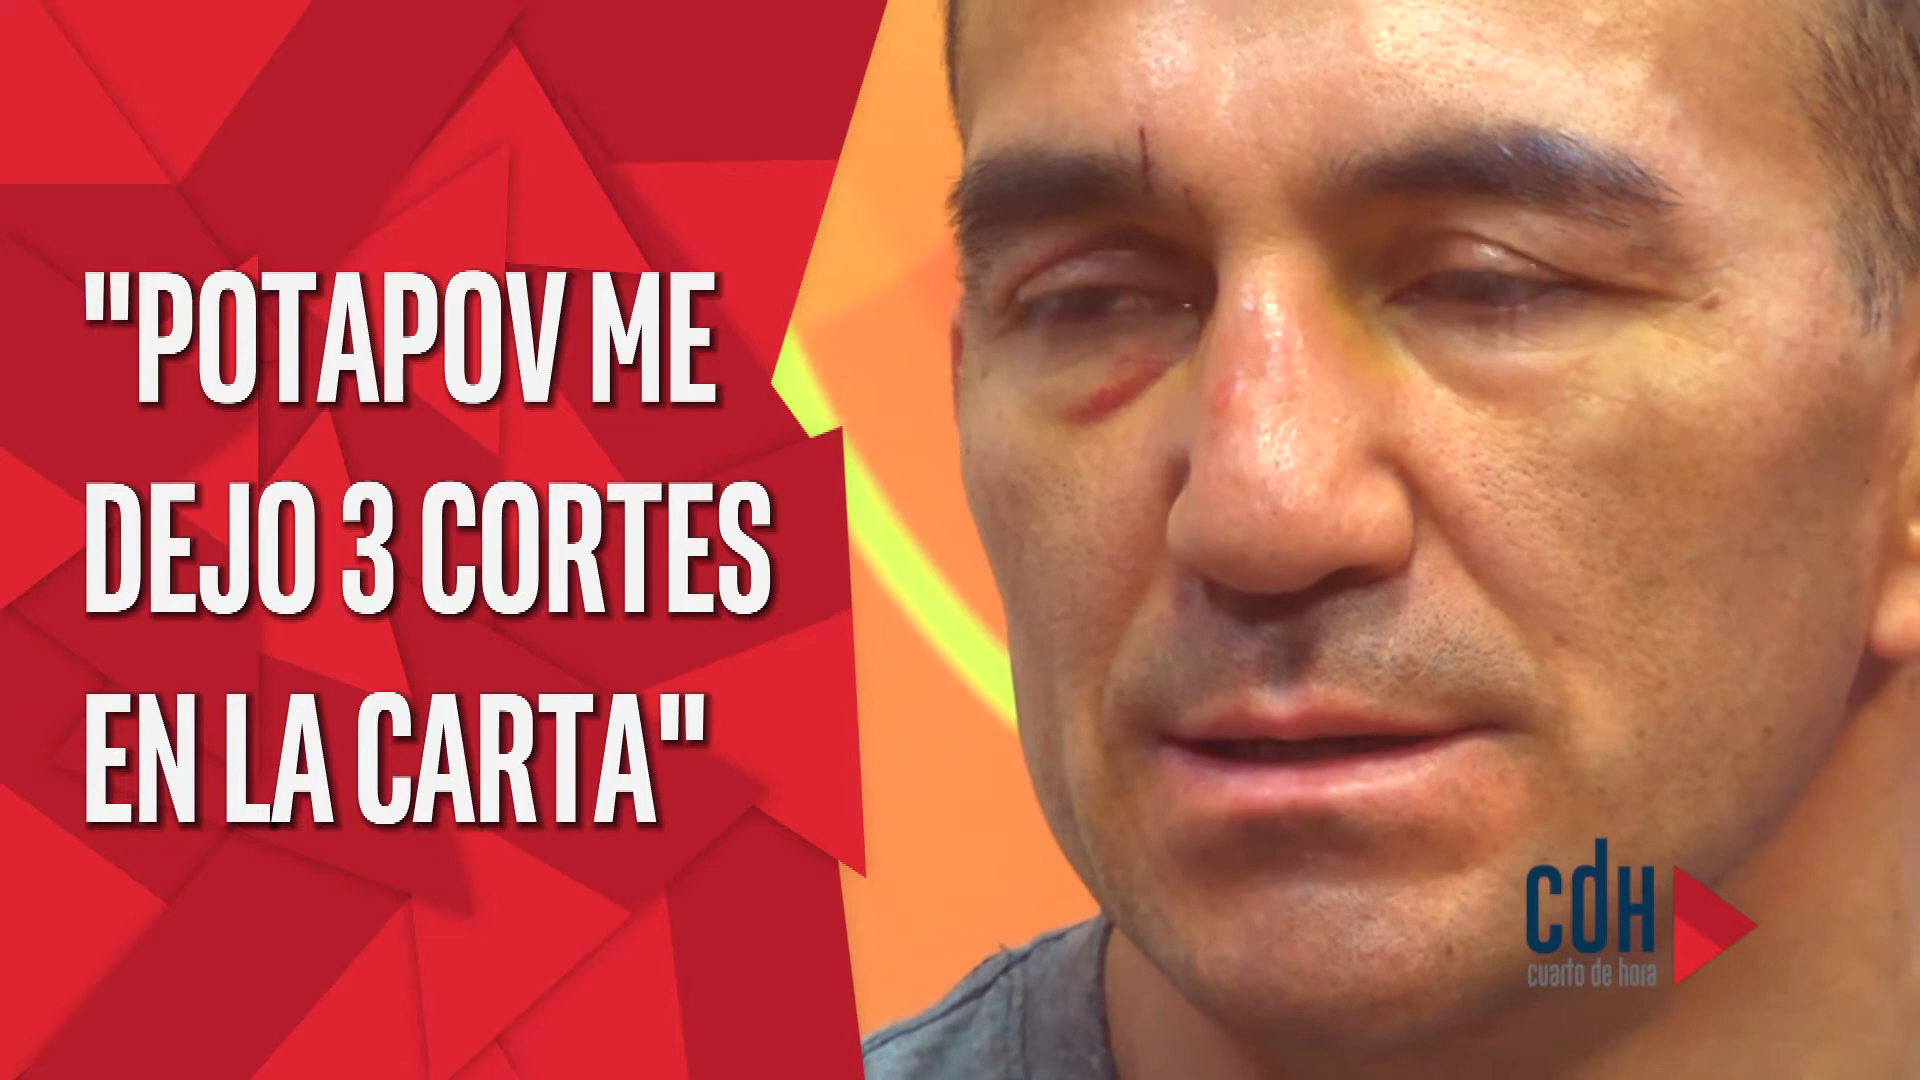 "POTAPOV ME
DEJO 3 CORTES
EN LA CARTA"
cdH
cuarto de hora